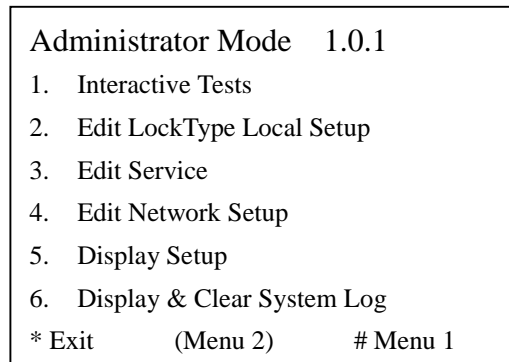 Administrator Mode 1.0.1
1. Interactive Tests
2. Edit LockType Local Setup
3. Edit Service
4. Edit Network Setup
5. Display Setup
6. Display & Clear System Log
* Exit (Menu 2) # Menu 1